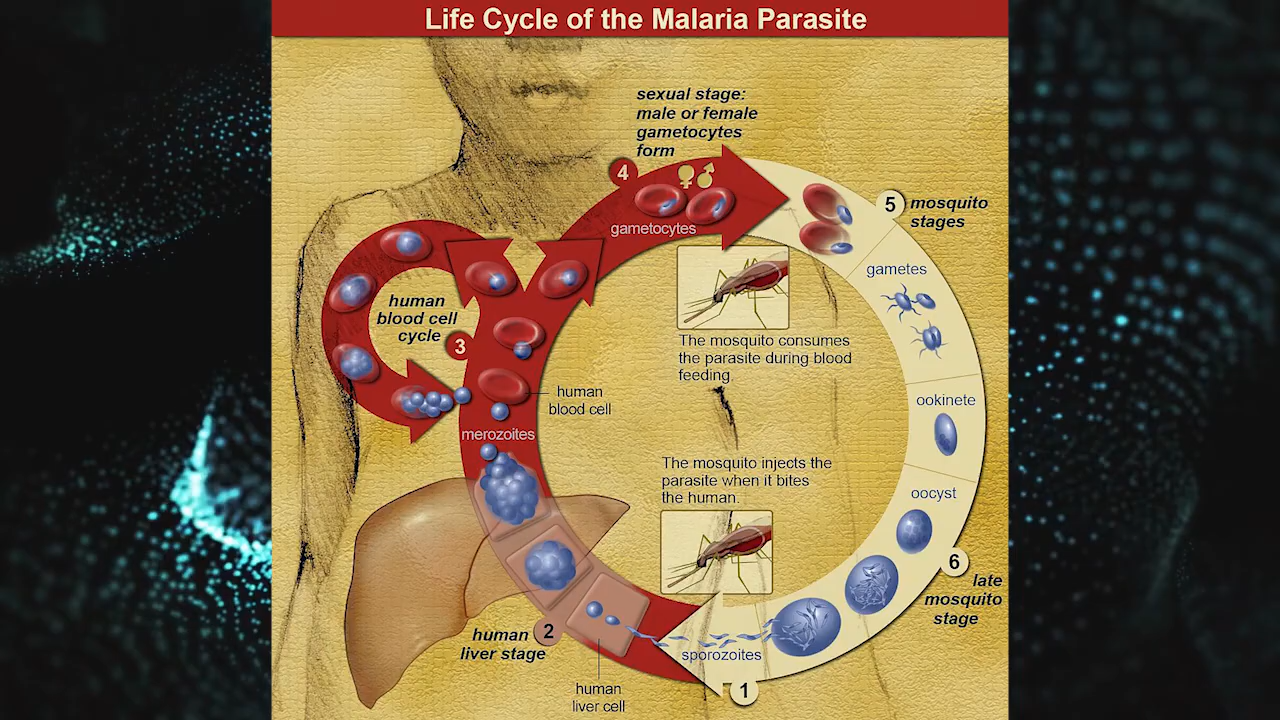 Life Cycle of the Malaria Parasite
sexual stage:
male or female
gametocytes
form
4
gametocytes
5
mosquito
stages
gametes
human
blood cell
cycle
3
The mosquito consumes
the parasite during blood
feeding.
human
blood cell
ookinete
merozoites
The mosquito injects the
parasite when it bites
the human.
oocyst
6
late
mosquito
stage
human
liver stage
2
sporozoites
1
human
liver cell